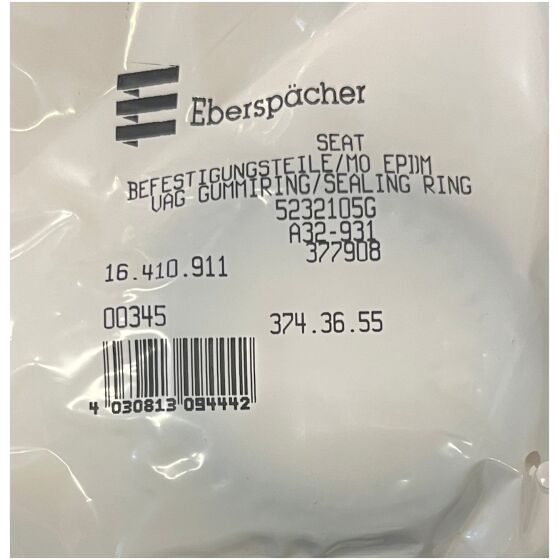 Eberspächer
SEAT
BEFESTIGUNGSTEILE/MO EPDM
VAG GUMMIRING/SEALING RING
5232105G
A32-931
377908
16.410.911
00345
374.36.55
4 030813 094442